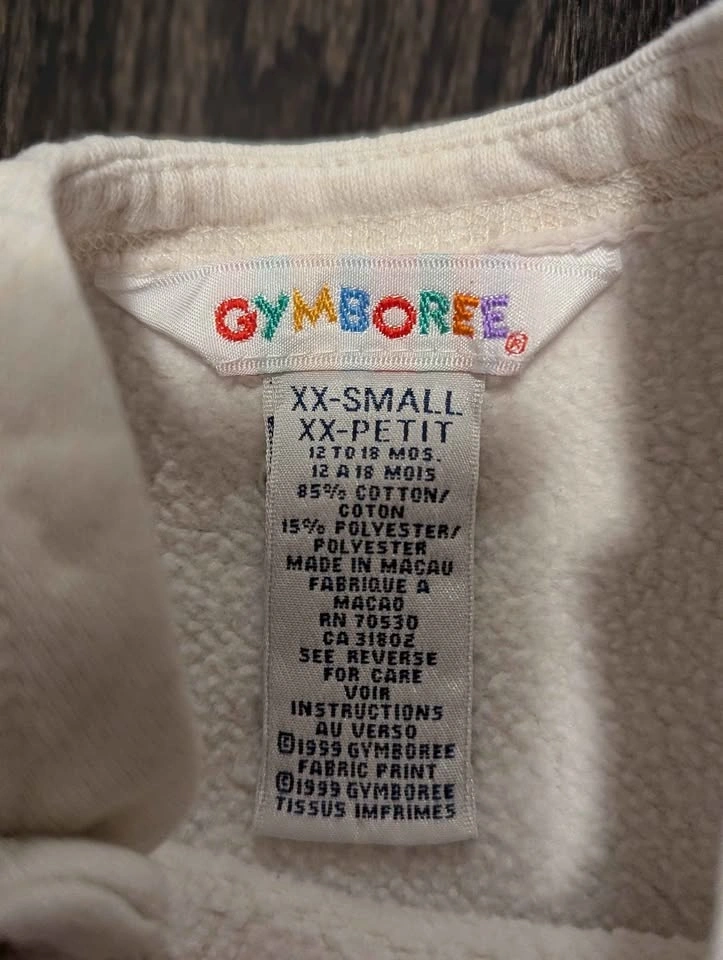 GYMBOREE®
XX-SMALL
XX-PETIT
12 TO 18 MOS.
12 A 18 MOIS
85% COTTON/
COTON
15% POLYESTER/
POLYESTER
MADE IN MACAU
FABRIQUE A
MACAO
RN 70530
CA 31802
SEE REVERSE
FOR CARE
VOIR
INSTRUCTIONS
AU VERSO
©1999 GYMBOREE
FABRIC PRINT
©1999 GYMBOREE
TISSUS IMPRIMES